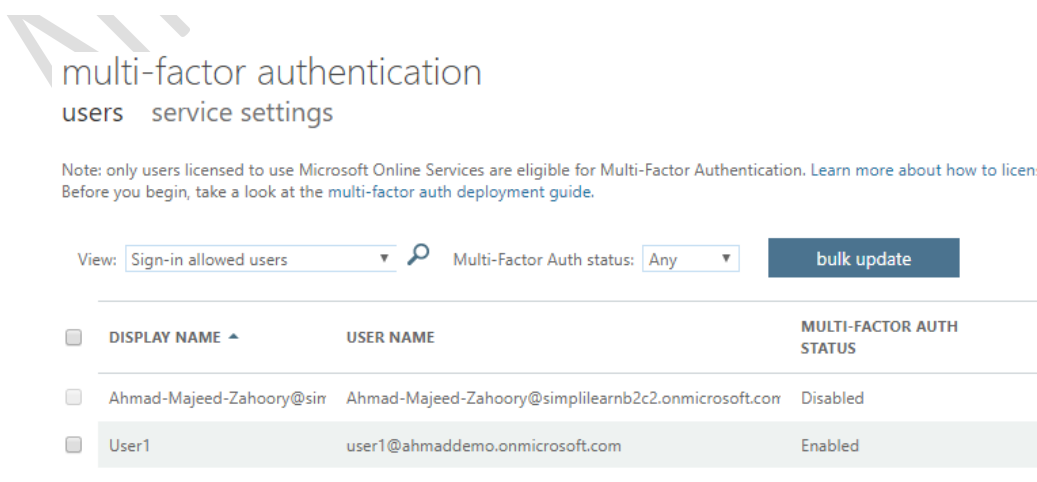 multi-factor authentication
users service settings
Note: only users licensed to use Microsoft Online Services are eligible for Multi-Factor Authentication. Learn more about how to licen
Before you begin, take a look at the multi-factor auth deployment guide.
View: Sign-in allowed users Multi-Factor Auth status: Any bulk update
DISPLAY NAME USER NAME MULTI-FACTOR AUTH STATUS
Ahmad-Majeed-Zahoory@sim Ahmad-Majeed-Zahoory@simplilearnb2c2.onmicrosoft.com Disabled
User1 user1@ahmaddemo.onmicrosoft.com Enabled